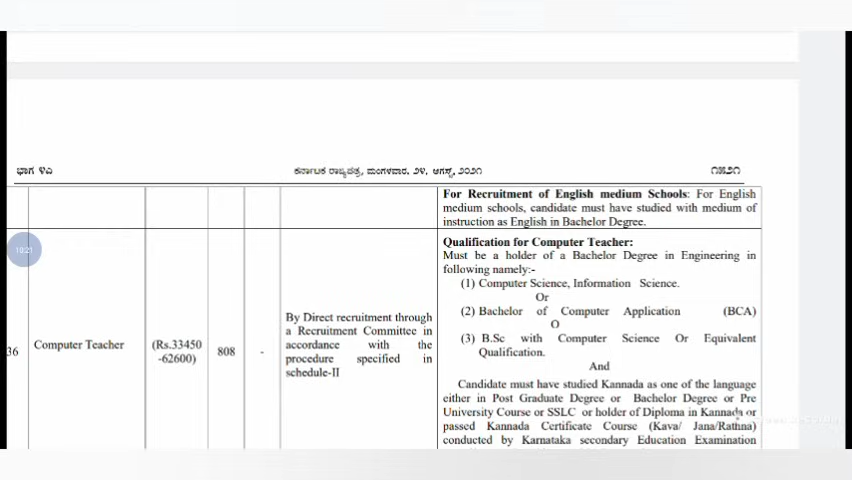 ಭಾಗ ೪ಎ
ಕರ್ನಾಟಕ ರಾಜ್ಯಪತ್ರ, ಮಂಗಳವಾರ, ೨೪, ಆಗಸ್ಟ್, ೨೦೨೧
೧೫೨೧
For Recruitment of English medium Schools: For English
medium schools, candidate must have studied with medium of
instruction as English in Bachelor Degree.
10:21
36
Computer Teacher
(Rs.33450
-62600)
808
-
By Direct recruitment through
a Recruitment Committee in
accordance with the
procedure specified in
schedule-II
Qualification for Computer Teacher:
Must be a holder of a Bachelor Degree in Engineering in
following namely:-
(1) Computer Science, Information Science.
Or
(2) Bachelor of Computer Application (BCA)
O
(3) B.Sc with Computer Science Or Equivalent
Qualification.
And
Candidate must have studied Kannada as one of the language
either in Post Graduate Degree or Bachelor Degree or Pre
University Course or SSLC or holder of Diploma in Kannada or
passed Kannada Certificate Course (Kava/ Jana/Rathna)
conducted by Karnataka secondary Education Examination